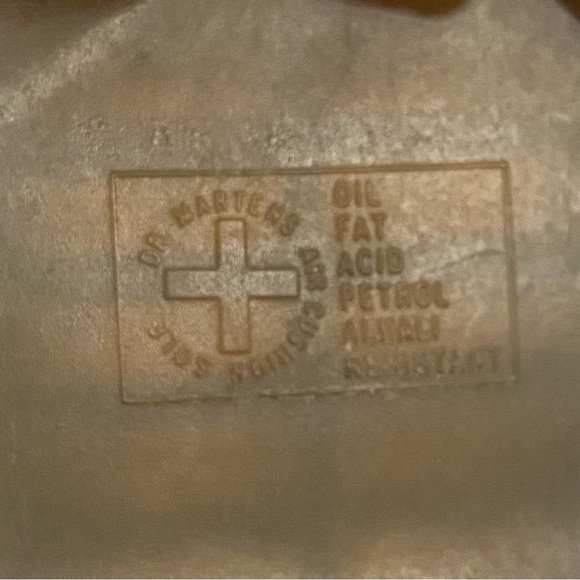 DR MARTENS AIR CUSHION SOLE
OIL
FAT
ACID
PETROL
ALKALI
RESISTANT